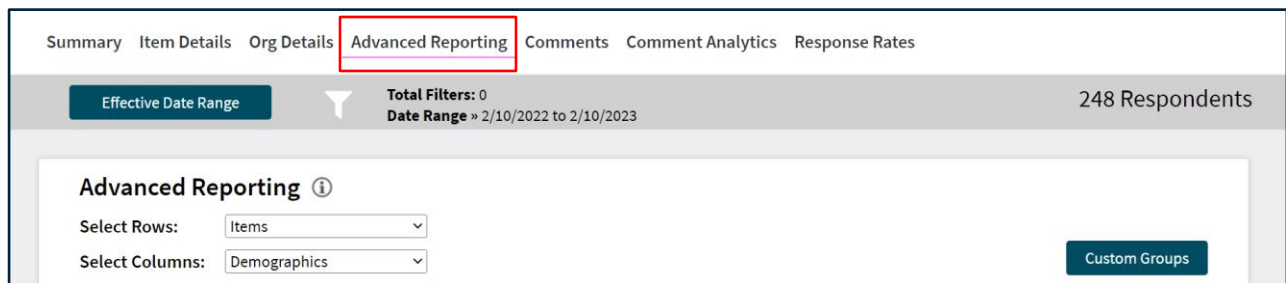 Summary Item Details Org Details Advanced Reporting Comments Comment Analytics Response Rates
Effective Date Range
Total Filters: 0
Date Range » 2/10/2022 to 2/10/2023
248 Respondents
Advanced Reporting
Select Rows: Items
Select Columns: Demographics
Custom Groups